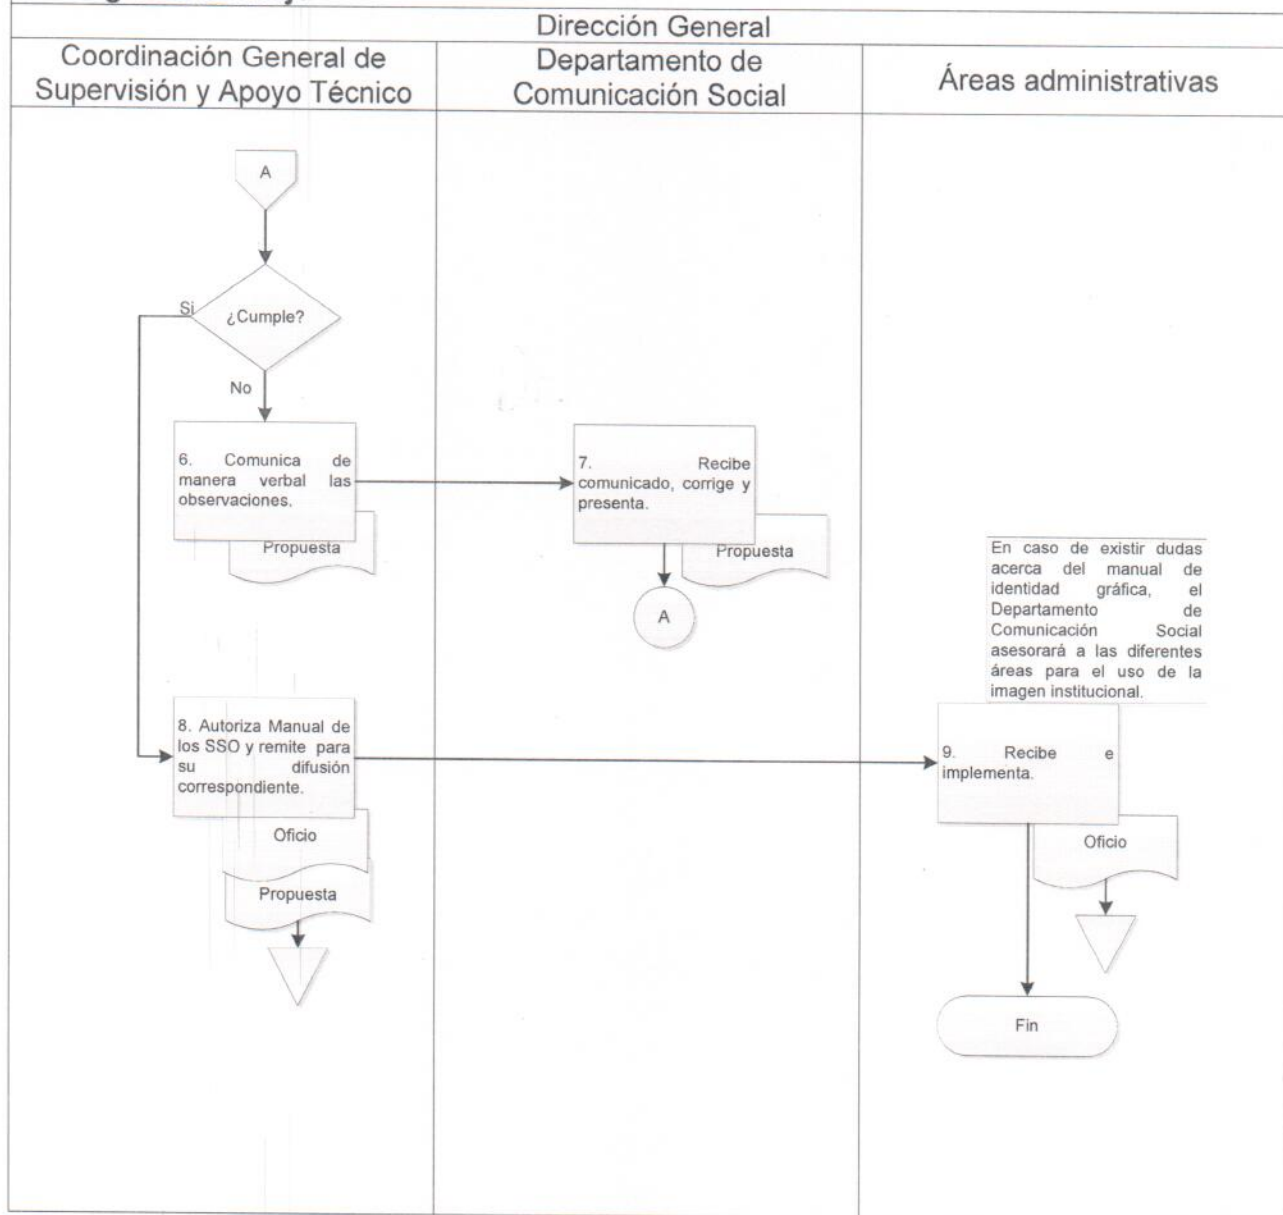 Dirección General
Coordinación General de
Supervisión y Apoyo Técnico
Departamento de
Comunicación Social
Áreas administrativas
A
¿Cumple?
Si
No
6. Comunica de
manera verbal las
observaciones.
Propuesta
7. Recibe
comunicado, corrige y
presenta.
Propuesta
A
8. Autoriza Manual de
los SSO y remite para
su difusión
correspondiente.
Oficio
Propuesta
En caso de existir dudas
acerca del manual de
identidad gráfica, el
Departamento de
Comunicación Social
asesorará a las diferentes
áreas para el uso de la
imagen institucional.
9. Recibe e
implementa.
Oficio
Fin